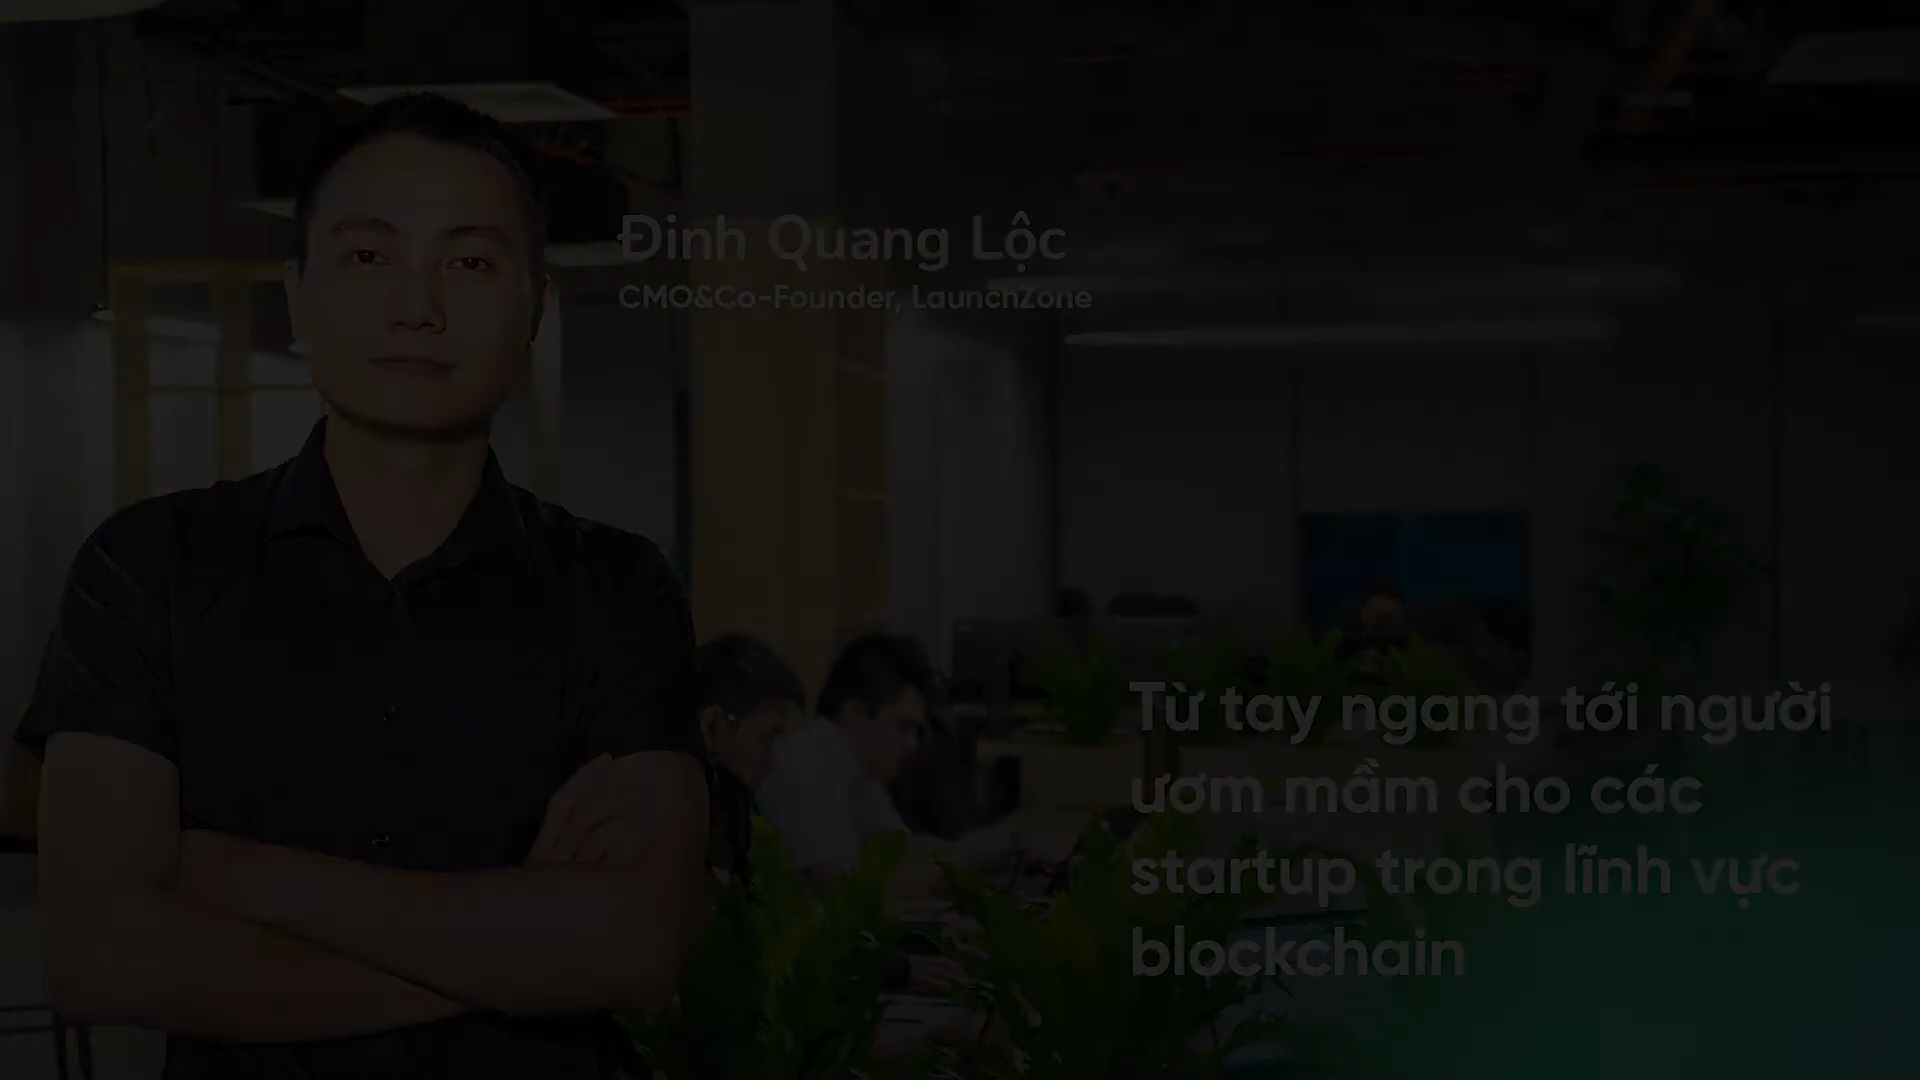 Đinh Quang Lộc
CMO&Co-Founder, LaunchZone
Từ tay ngang tới người
ươm mầm cho các
startup trong lĩnh vực
blockchain